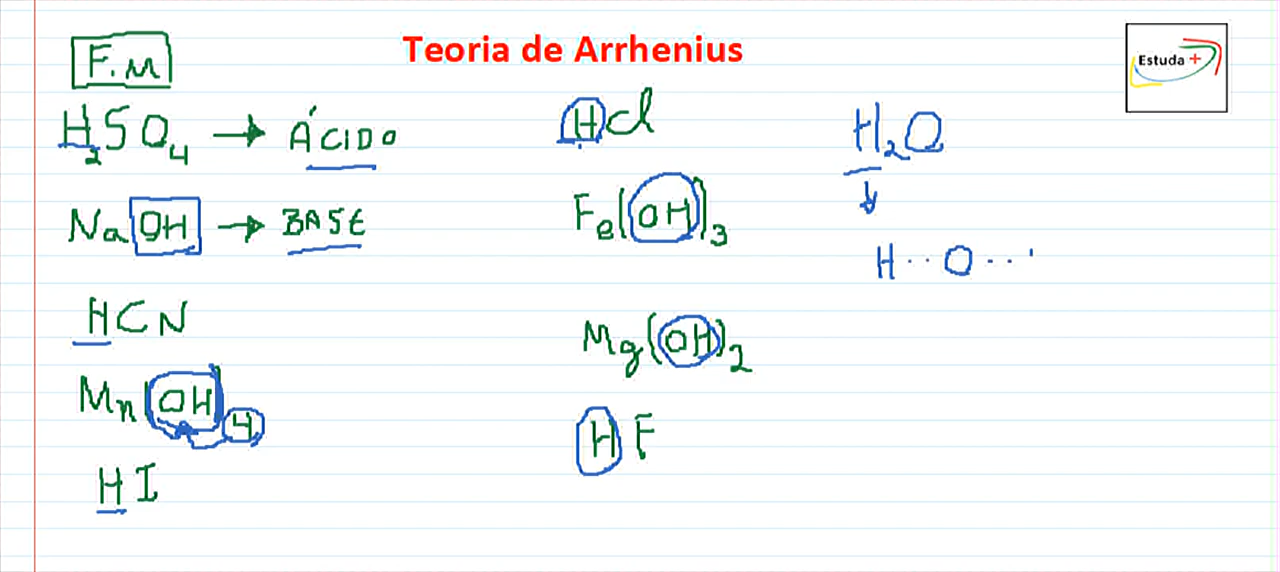 Teoria de Arrhenius
Estuda +
F.M
H₂SO₄ → ÁCIDO
NaOH → BASE
HCN
Mn(OH)₄
HI
HCl
Fe(OH)₃
Mg(OH)₂
HF
H₂O
H··O···